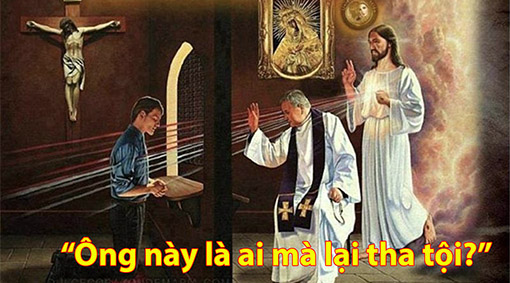 “Ông này là ai mà lại tha tội?”